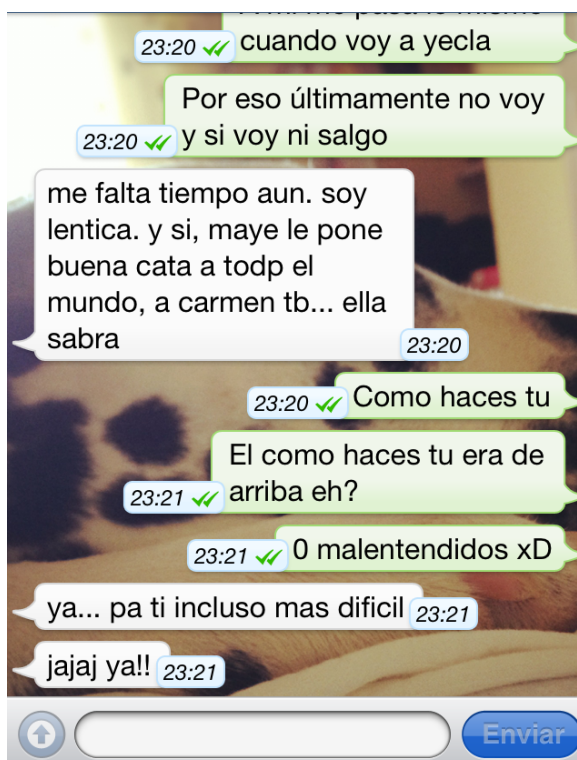 cuando voy a yecla
23:20
Por eso últimamente no voy
y si voy ni salgo
23:20
me falta tiempo aun. soy
lentica. y si, maye le pone
buena cata a todp el
mundo, a carmen tb... ella
sabra
23:20
Como haces tu
23:20
El como haces tu era de
arriba eh?
23:21
0 malentendidos xD
23:21
ya... pa ti incluso mas dificil
23:21
jajaj ya!!
23:21
Enviar